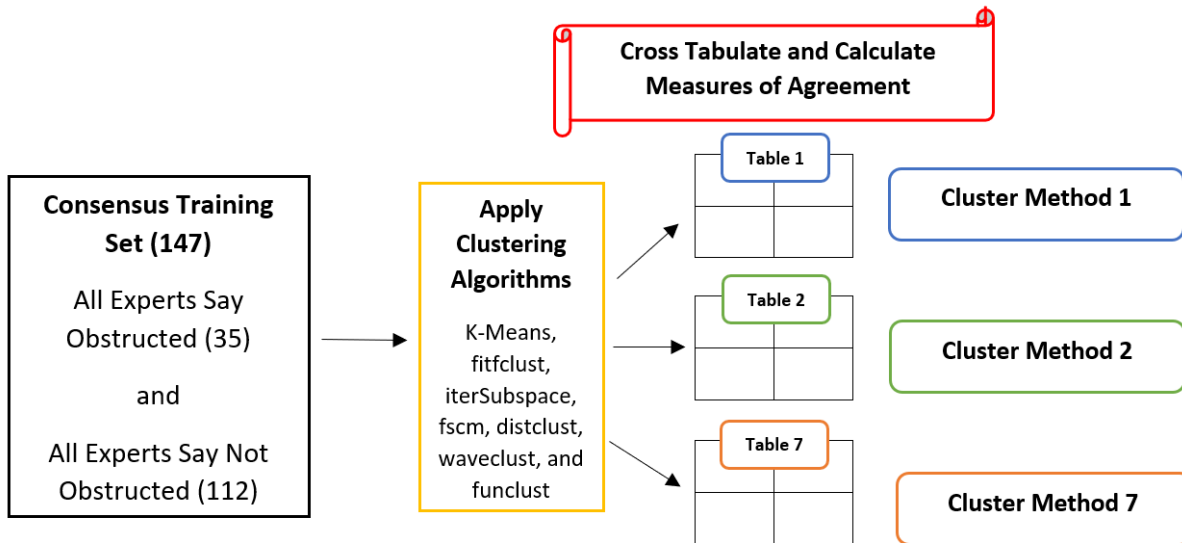 Cross Tabulate and Calculate
Measures of Agreement
Consensus Training
Set (147)
All Experts Say
Obstructed (35)
and
All Experts Say Not
Obstructed (112)
Apply
Clustering
Algorithms
K-Means,
fitfclust,
iterSubspace,
fscm, distclust,
waveclust, and
funclust
Table 1
Cluster Method 1
Table 2
Cluster Method 2
Table 7
Cluster Method 7